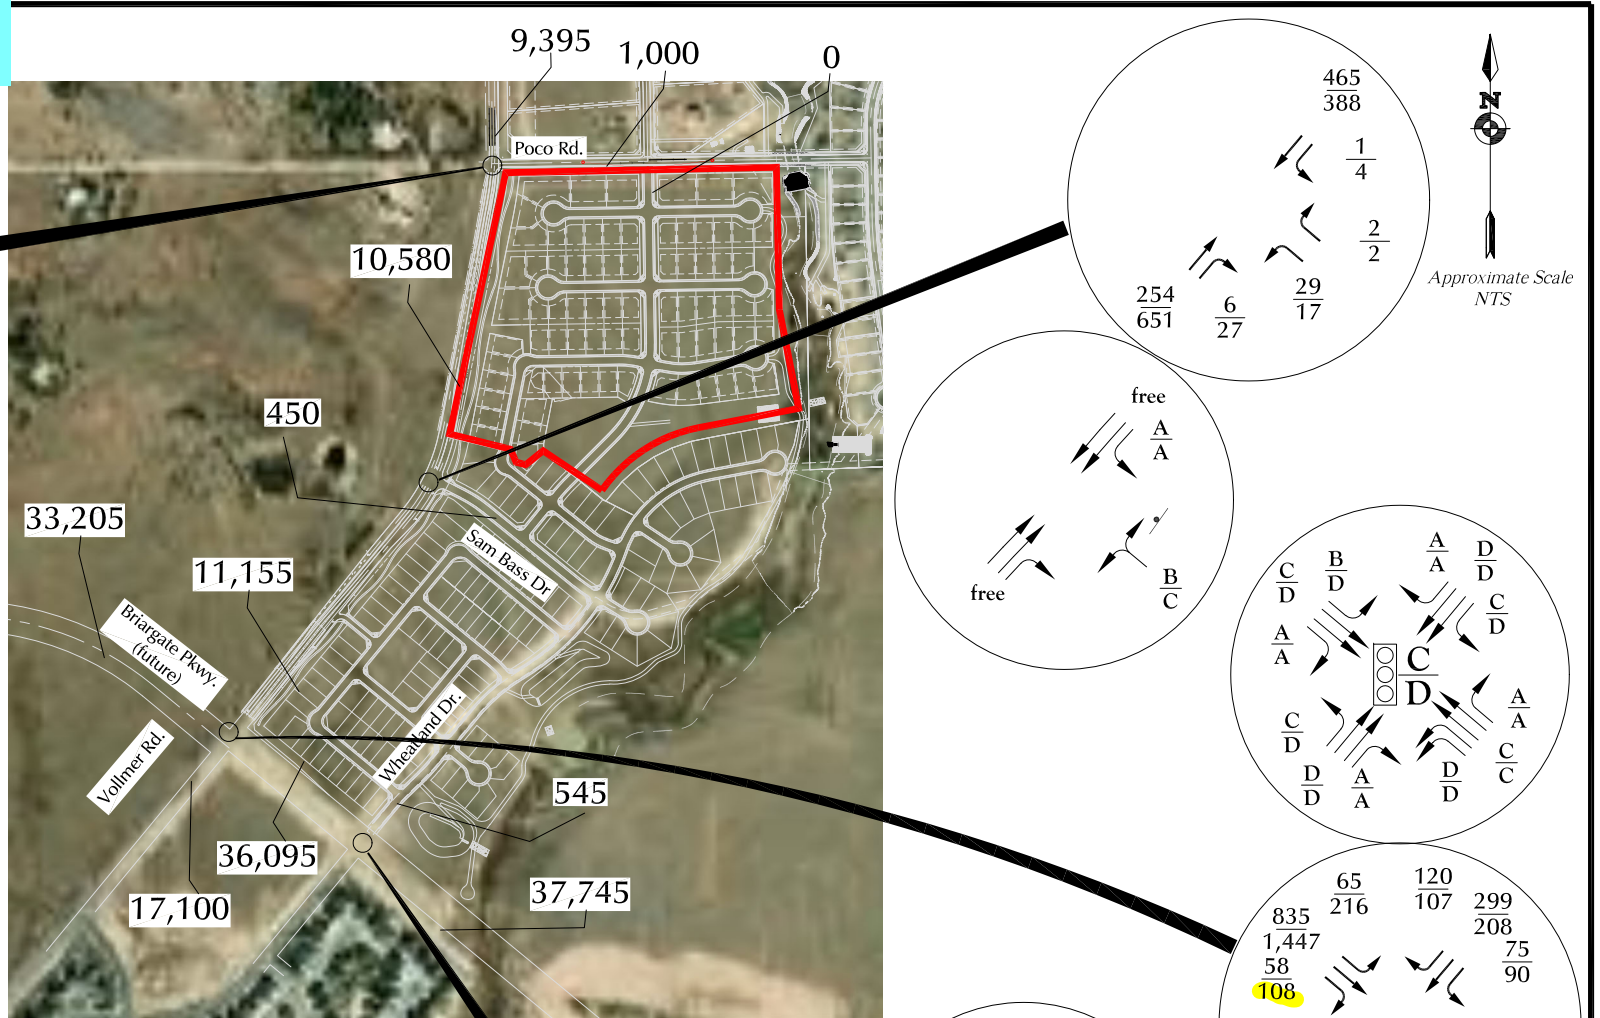 9,395
1,000
0
Poco Rd.
10,580
450
33,205
11,155
Sam Bass Dr
Briargate Pkwy.
(future)
Vollmer Rd.
Wheatland Dr.
545
36,095
17,100
37,745
465
388
1
4
2
2
29
17
254
651
6
27
N
Approximate Scale
NTS
free
A
A
free
B
C
C
D
B
D
A
A
D
D
A
A
C
D
C
D
C
D
D
D
A
A
D
D
C
C
A
A
65
216
120
107
299
208
835
1,447
75
90
58
108